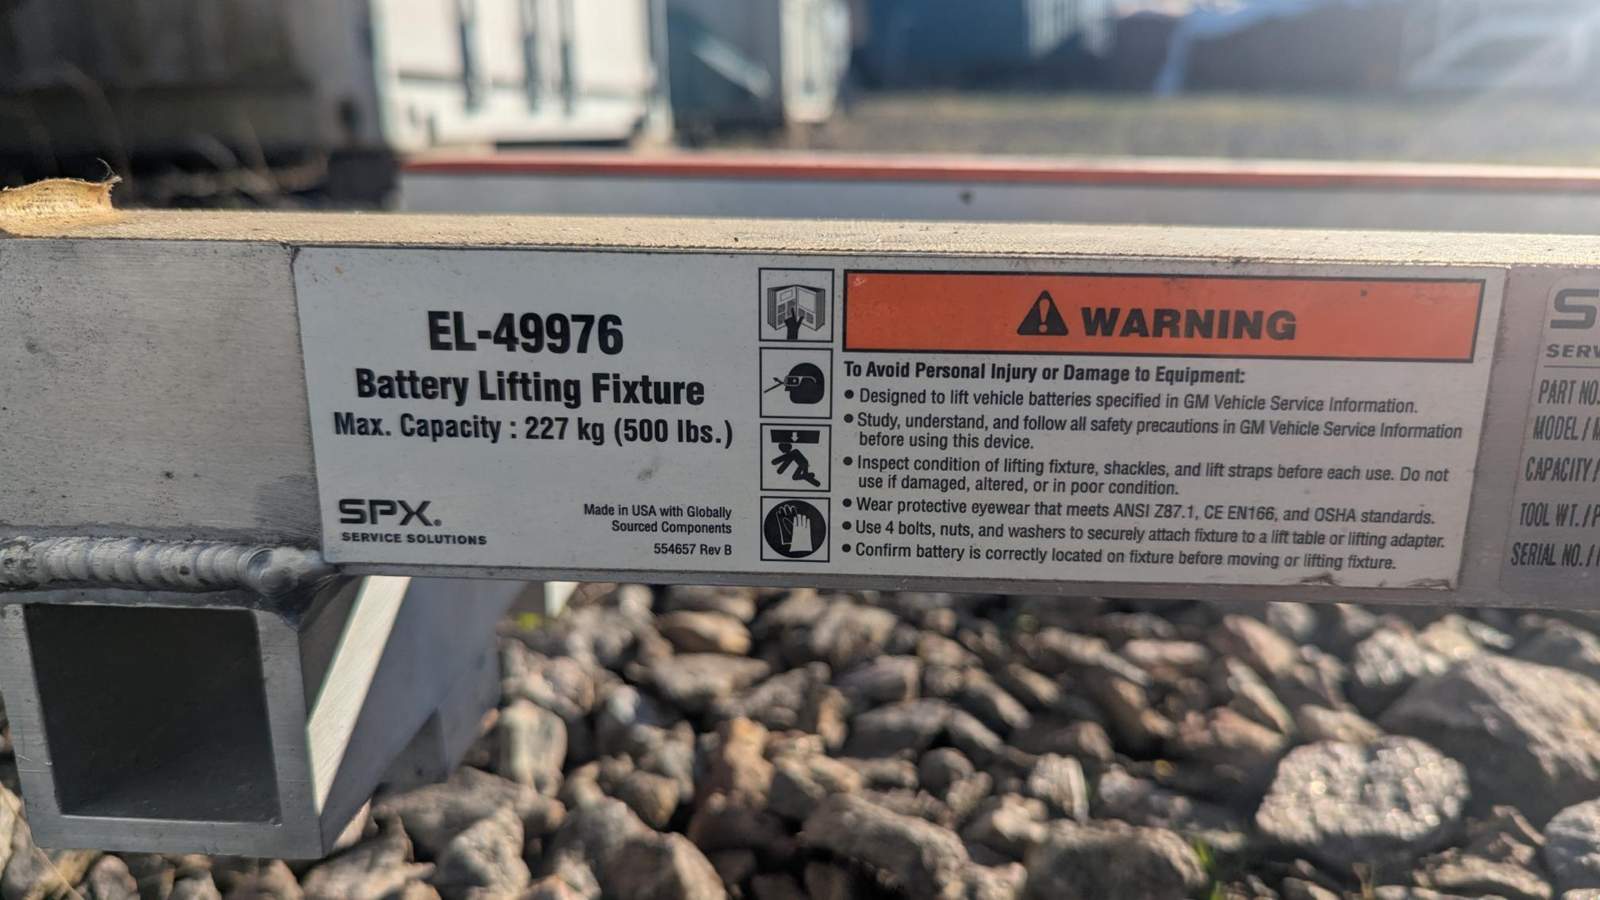 EL-49976
Battery Lifting Fixture
Max. Capacity : 227 kg (500 lbs.)
SPX.
SERVICE SOLUTIONS
Made in USA with Globally
Sourced Components
554657 Rev B
WARNING
To Avoid Personal Injury or Damage to Equipment:
• Designed to lift vehicle batteries specified in GM Vehicle Service Information.
• Study, understand, and follow all safety precautions in GM Vehicle Service Information
before using this device.
• Inspect condition of lifting fixture, shackles, and lift straps before each use. Do not
use if damaged, altered, or in poor condition.
• Wear protective eyewear that meets ANSI Z87.1, CE EN166, and OSHA standards.
• Use 4 bolts, nuts, and washers to securely attach fixture to a lift table or lifting adapter.
• Confirm battery is correctly located on fixture before moving or lifting fixture.
S
SERV
PART NO.
MODEL /
CAPACITY /
TOOL WT. / P
SERIAL NO. /